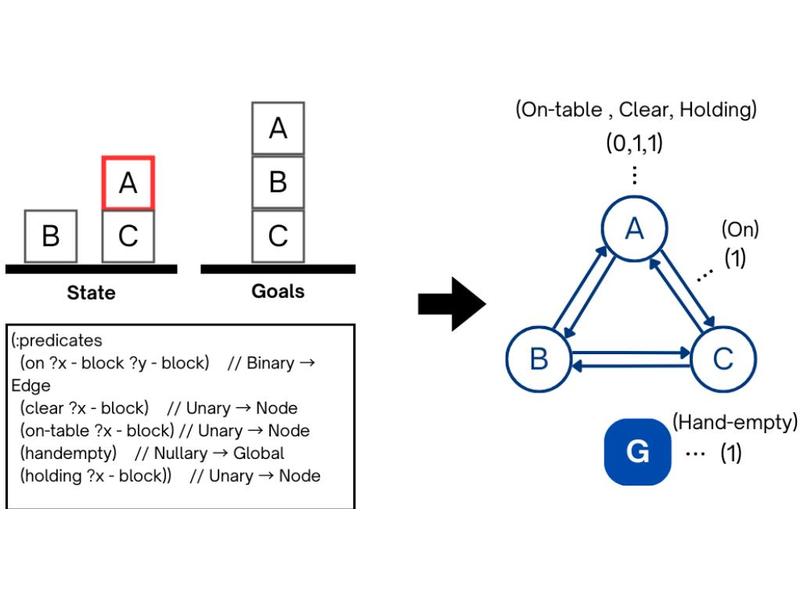 A
B
C
State
A
B
C
Goals
(:predicates
(on ?x - block ?y - block) // Binary →
Edge
(clear ?x - block) // Unary → Node
(on-table ?x - block) // Unary → Node
(handempty) // Nullary → Global
(holding ?x - block)) // Unary → Node
(On-table , Clear, Holding)
(0,1,1)
...
A
(On)
(1)
...
B
C
G
(Hand-empty)
... (1)